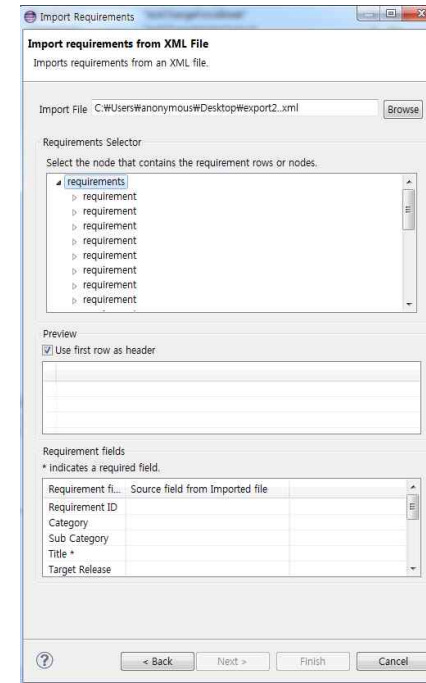 Import Requirements
Import requirements from XML File
Imports requirements from an XML file.
Import File C:₩Users₩anonymous₩Desktop₩export2..xml Browse
Requirements Selector
Select the node that contains the requirement rows or nodes.
requirements
requirement
requirement
requirement
requirement
requirement
requirement
requirement
requirement
Preview
Use first row as header
Requirement fields
* indicates a required field.
Requirement fi... Source field from Imported file
Requirement ID
Category
Sub Category
Title *
Target Release
? < Back Next > Finish Cancel